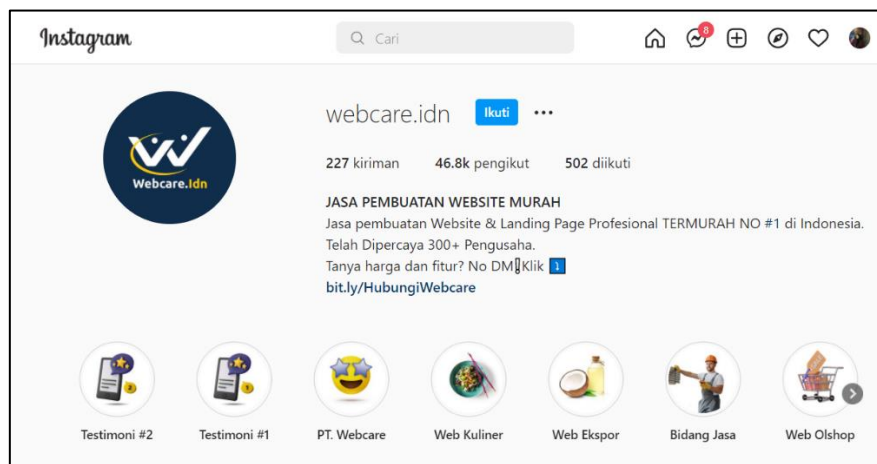 Instagram
Cari
8
webcare.idn Ikuti
227 kiriman 46.8k pengikut 502 diikuti
Webcare.Idn
JASA PEMBUATAN WEBSITE MURAH
Jasa pembuatan Website & Landing Page Profesional TERMURAH NO #1 di Indonesia.
Telah Dipercaya 300+ Pengusaha.
Tanya harga dan fitur? No DM Klik
bit.ly/HubungiWebcare
Testimoni #2 Testimoni #1 PT. Webcare Web Kuliner Web Ekspor Bidang Jasa Web Olshop